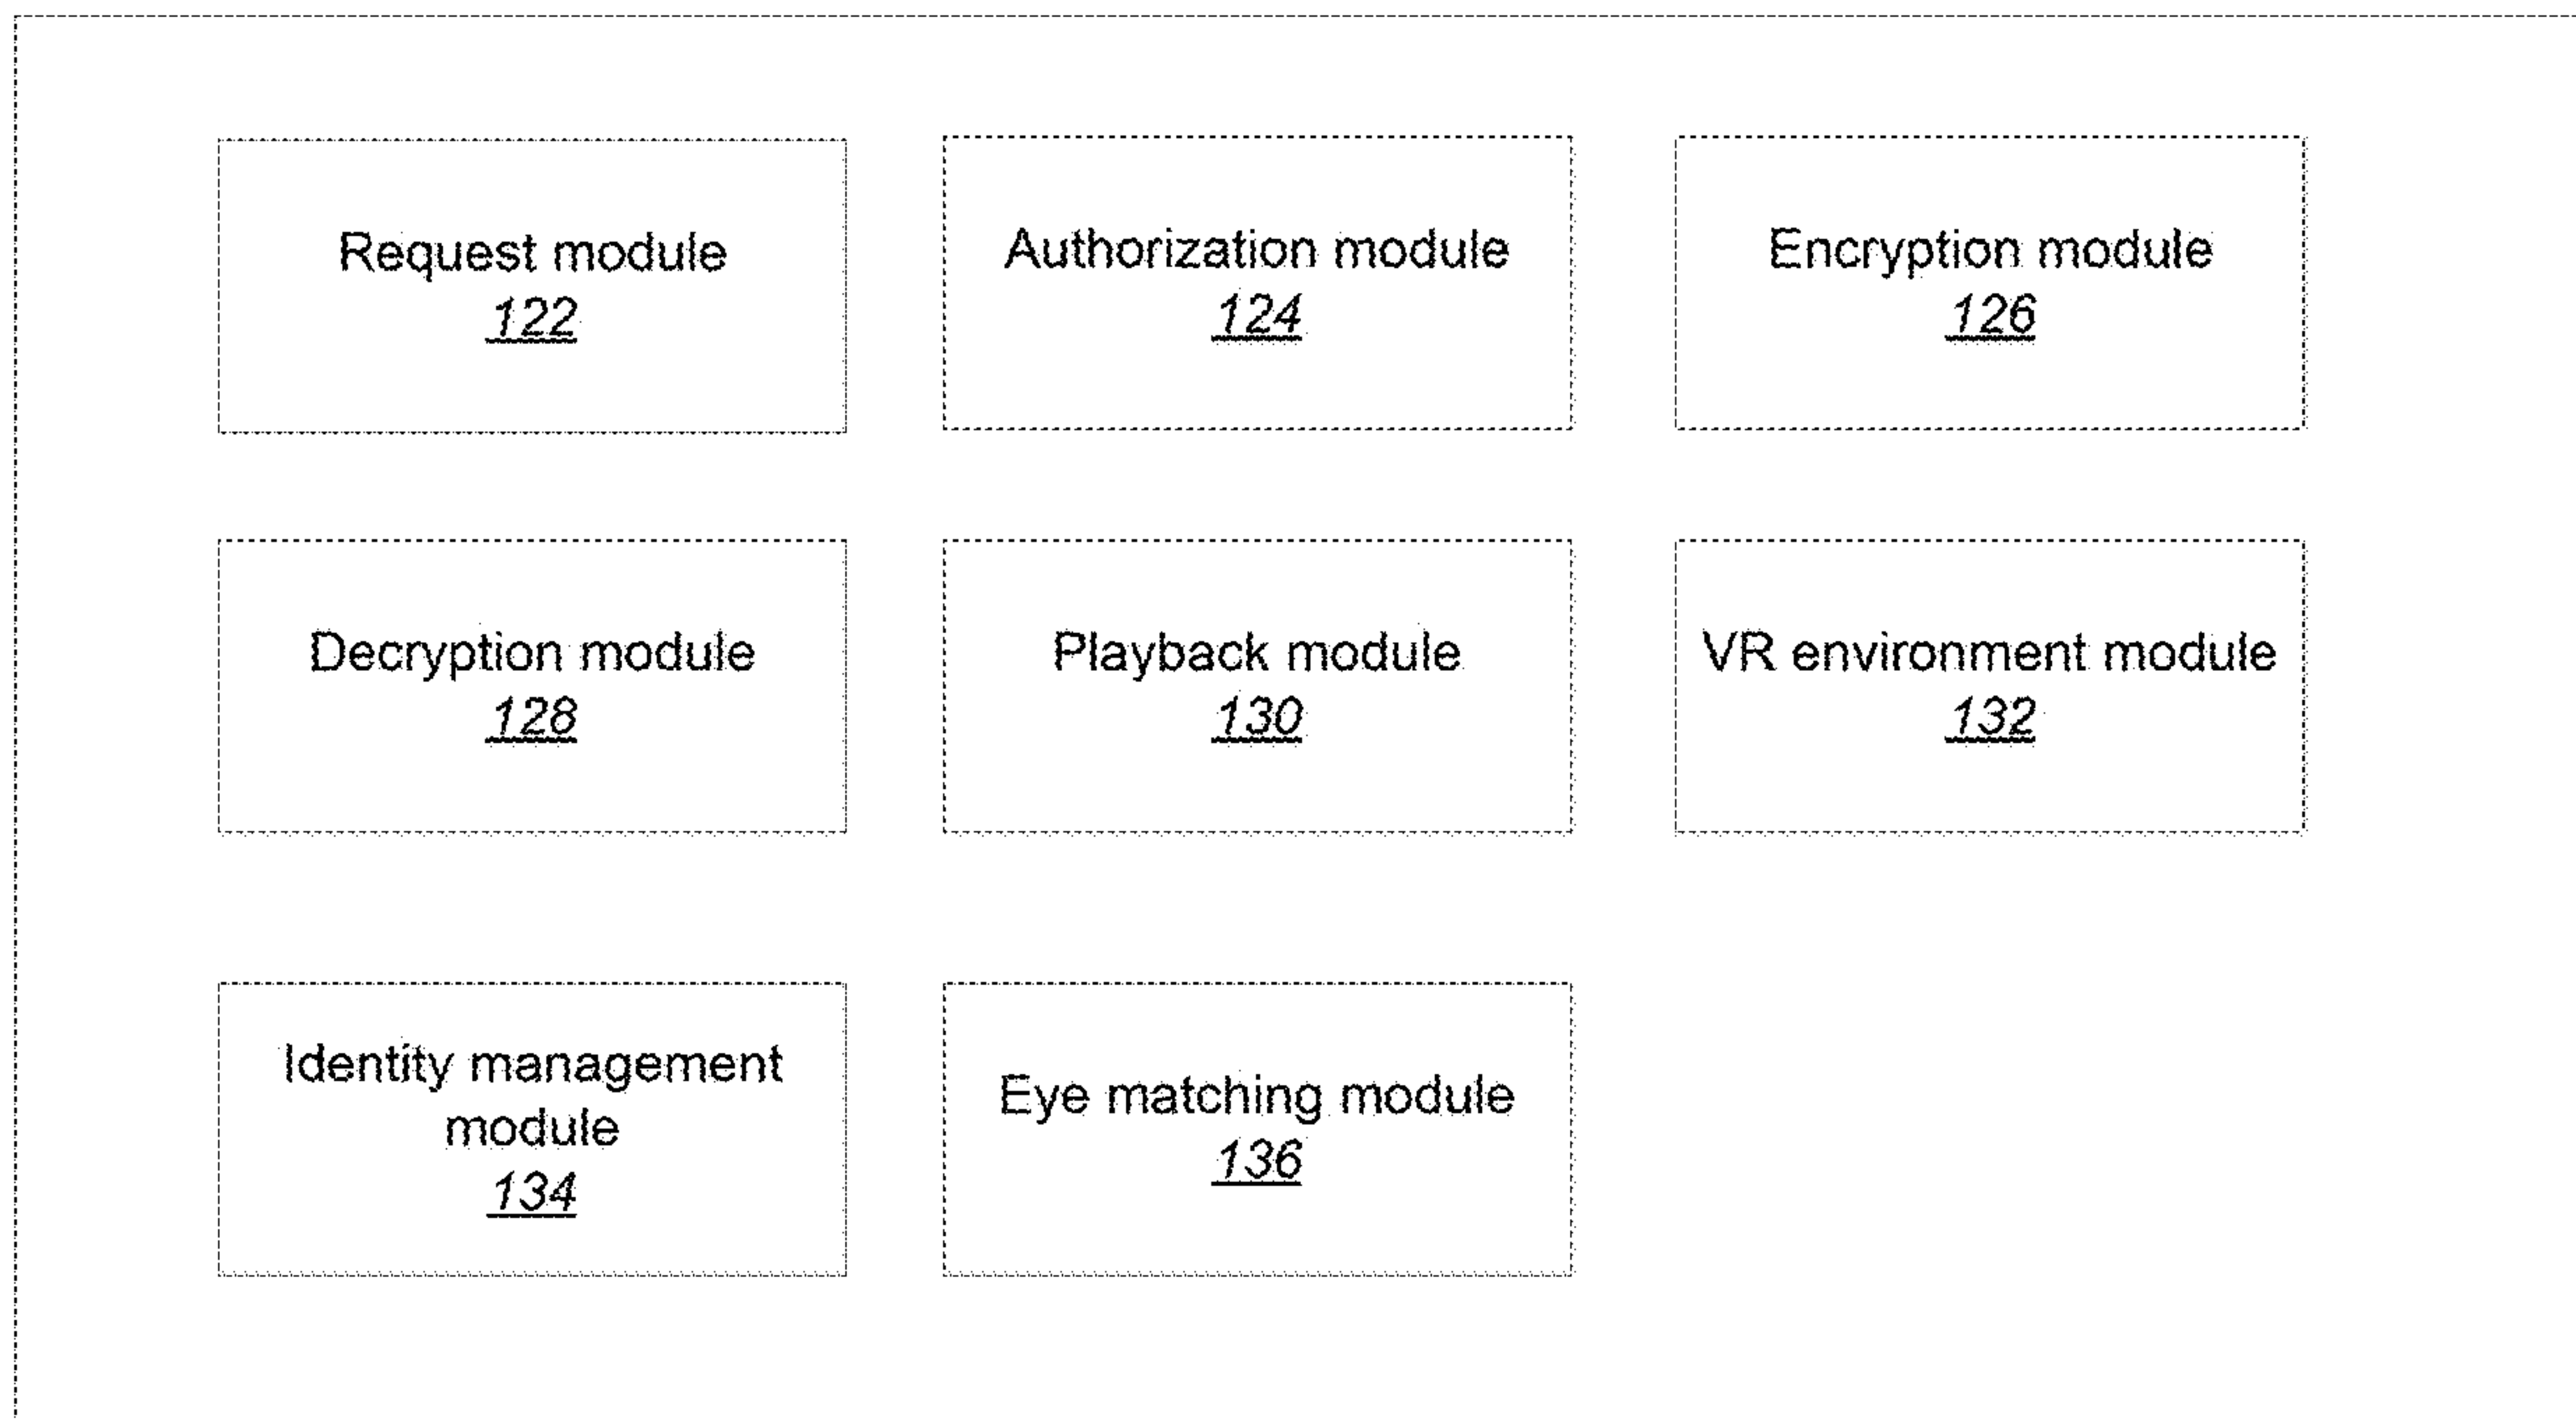 Request module
122
Authorization module
124
Encryption module
126
Decryption module
128
Playback module
130
VR environment module
132
Identity management
module
134
Eye matching module
136